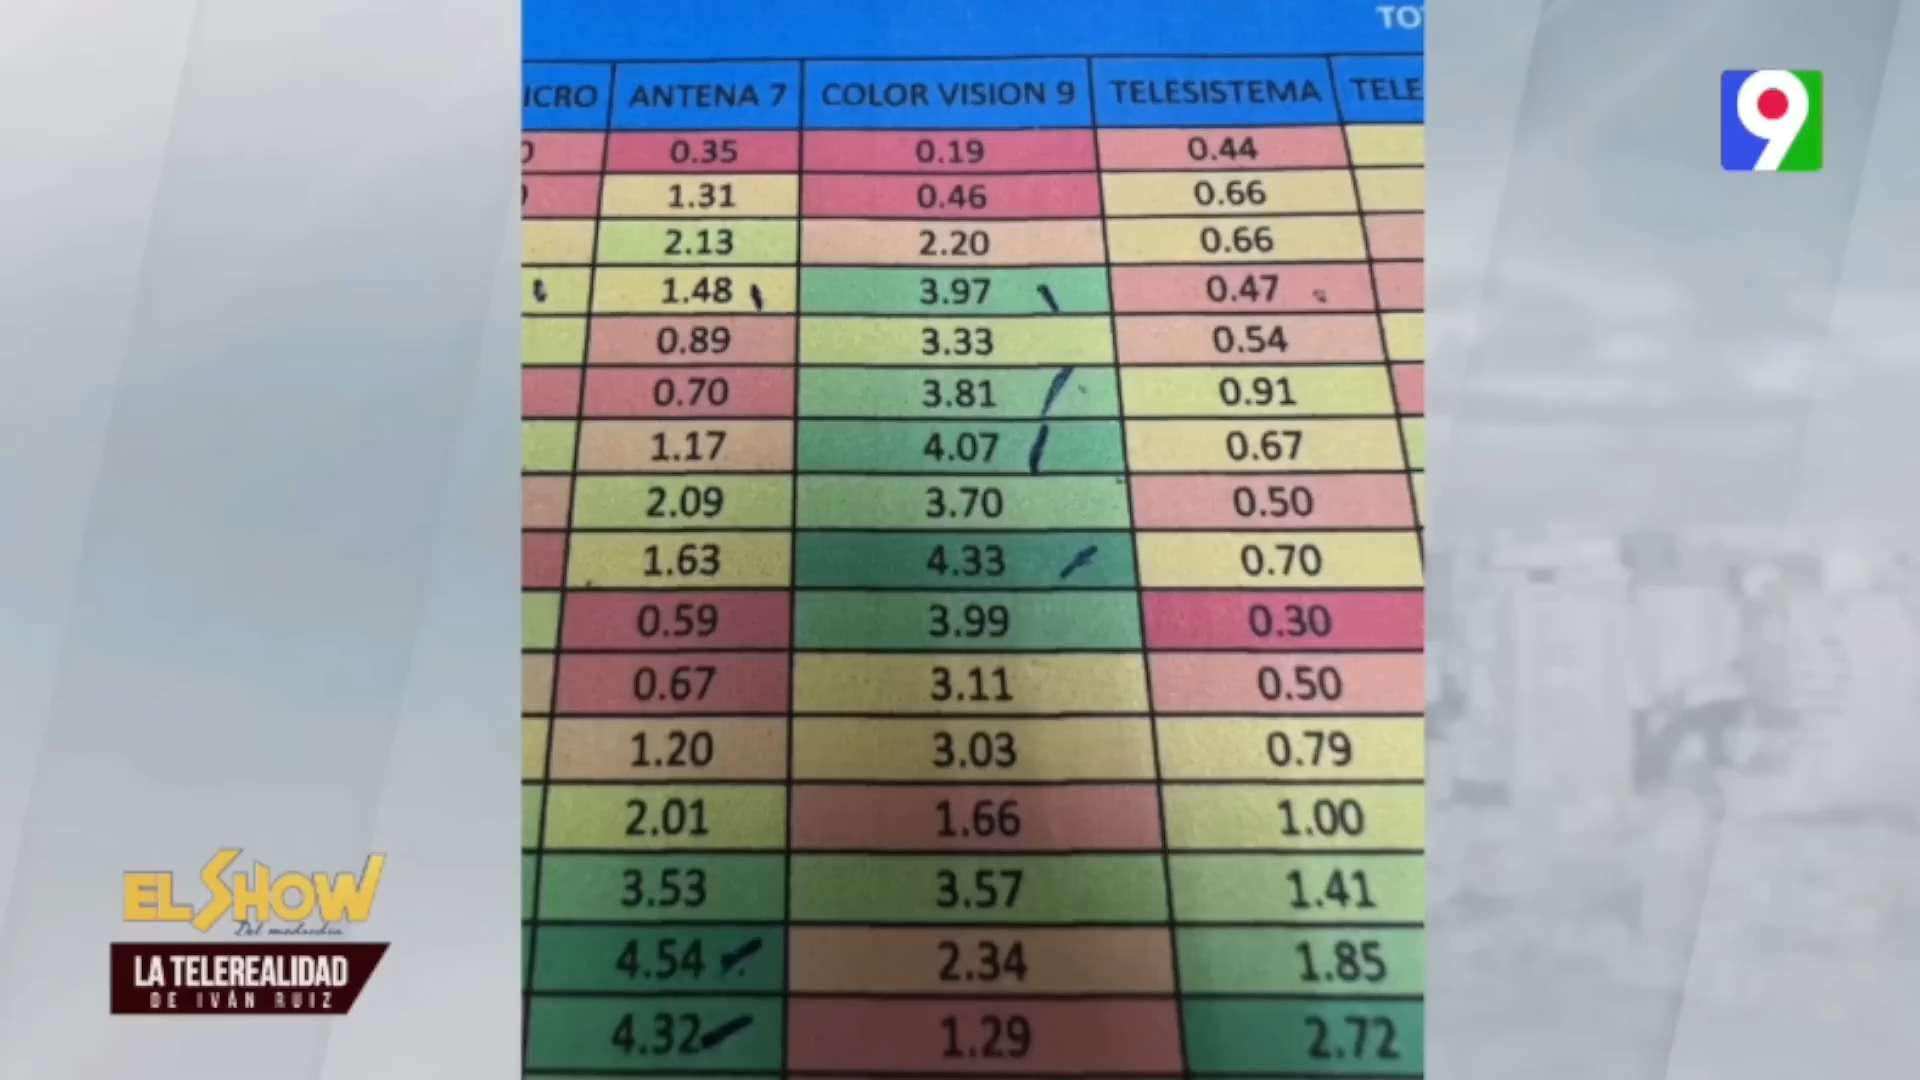 TO
ICRO ANTENA 7 COLOR VISION 9 TELESISTEMA TELE
0.35 0.19 0.44
1.31 0.46 0.66
2.13 2.20 0.66
1.48 3.97 0.47
0.89 3.33 0.54
0.70 3.81 0.91
1.17 4.07 0.67
2.09 3.70 0.50
1.63 4.33 0.70
0.59 3.99 0.30
0.67 3.11 0.50
1.20 3.03 0.79
2.01 1.66 1.00
3.53 3.57 1.41
4.54 2.34 1.85
4.32 1.29 2.72
9
EL SHOW
Del mediodía
LA TELEREALIDAD
DE IVÁN RUIZ